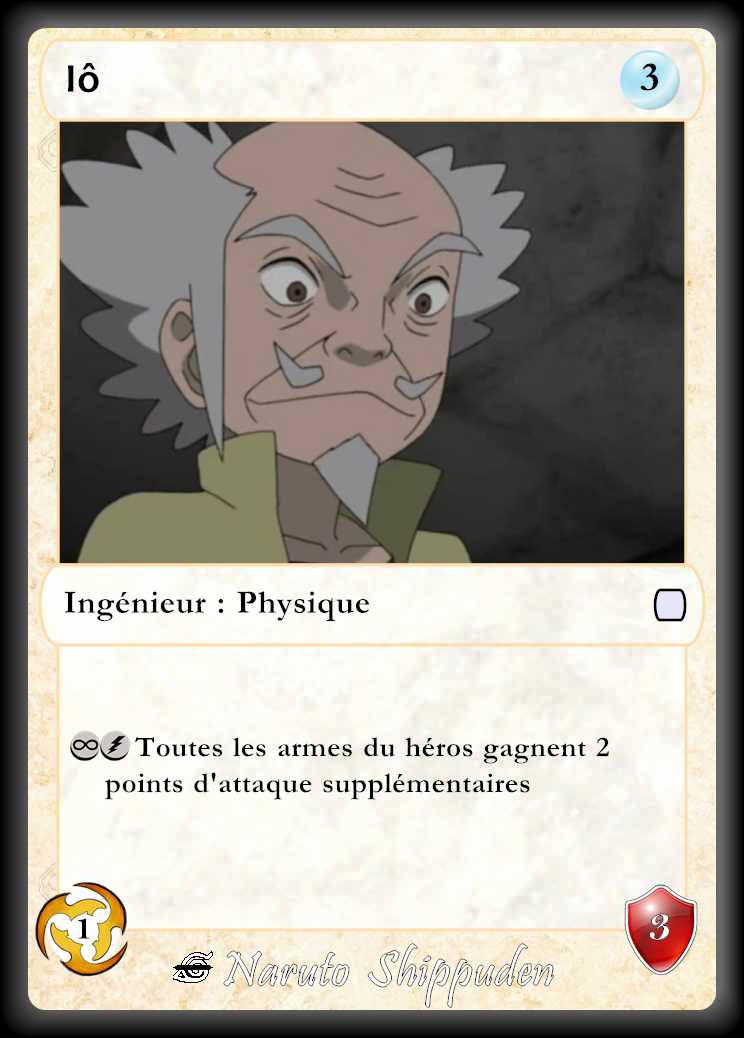 Iô
3
Ingénieur : Physique
Toutes les armes du héros gagnent 2
points d'attaque supplémentaires
1
3
Naruto Shippuden